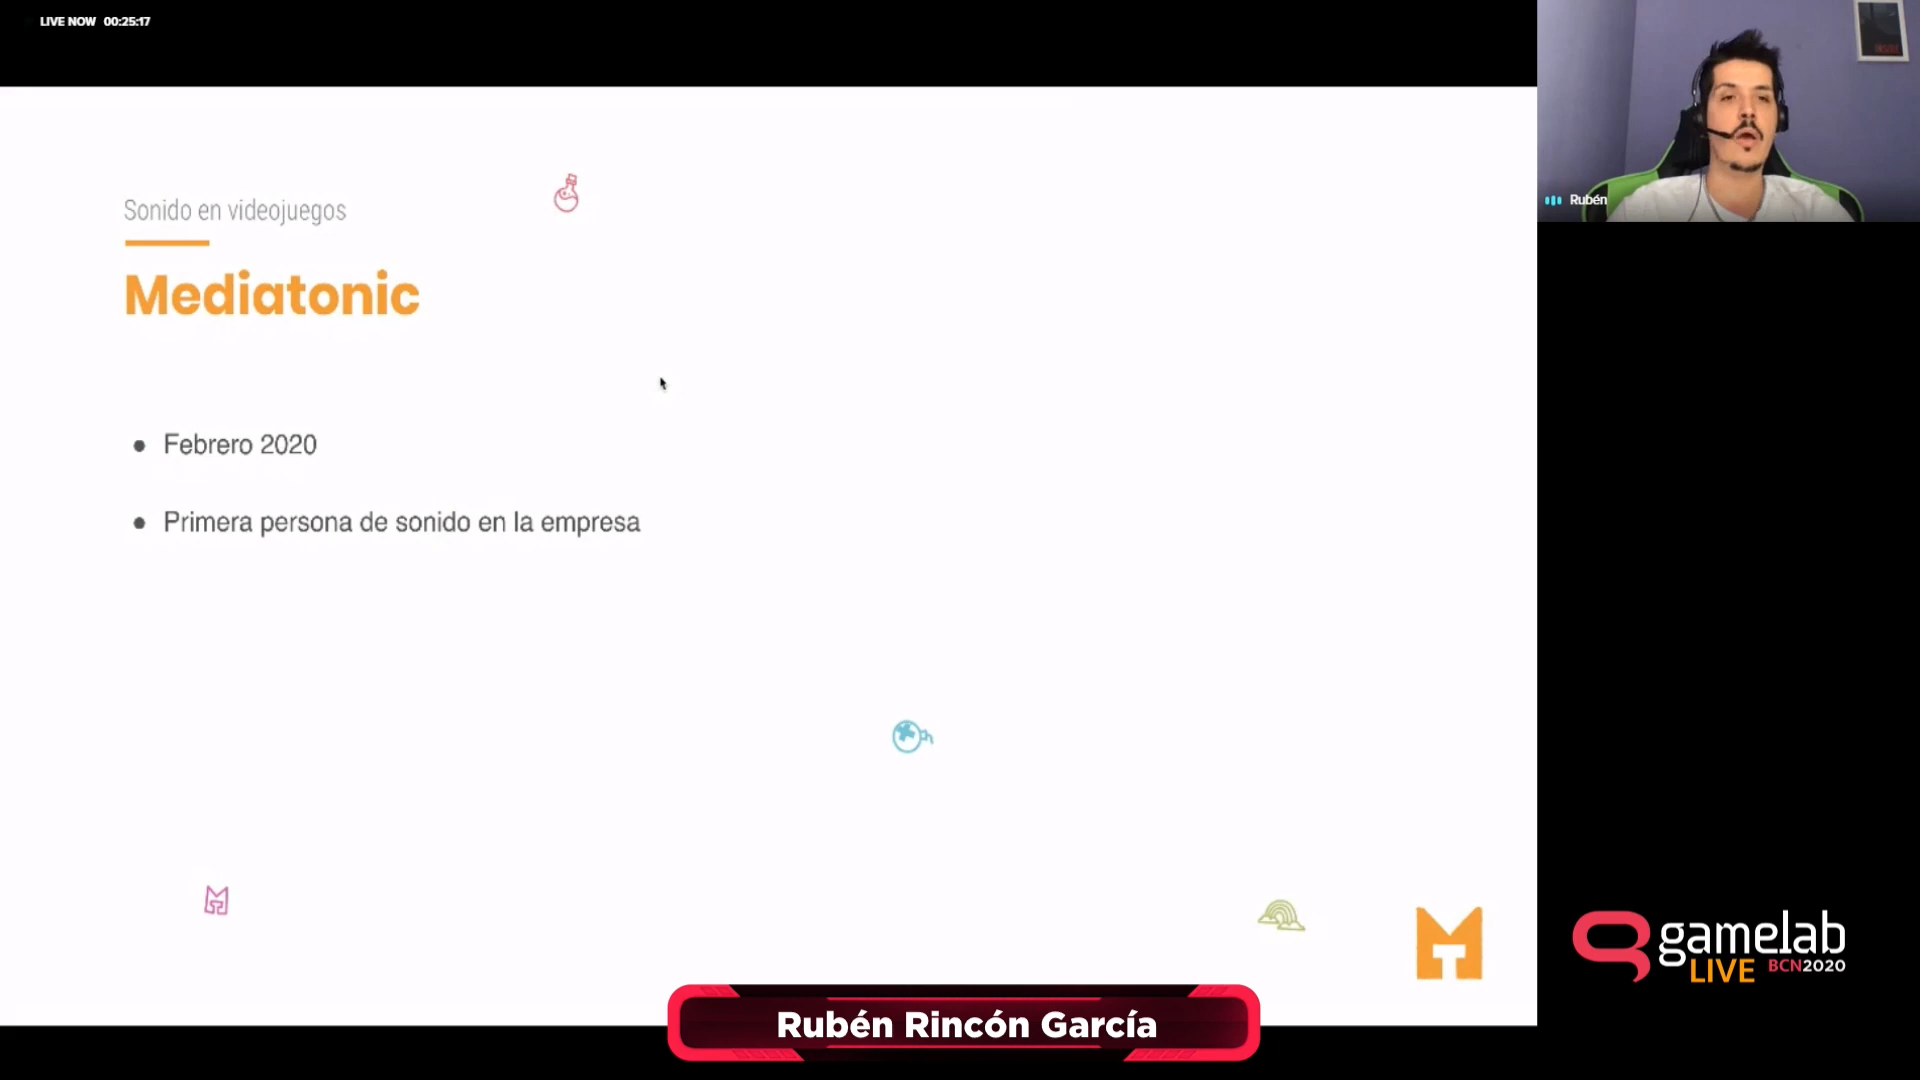 LIVE NOW 00:25:17
Sonido en videojuegos
Mediatonic
● Febrero 2020
● Primera persona de sonido en la empresa
Rubén
gamelab
LIVE BCN2020
Rubén Rincón García